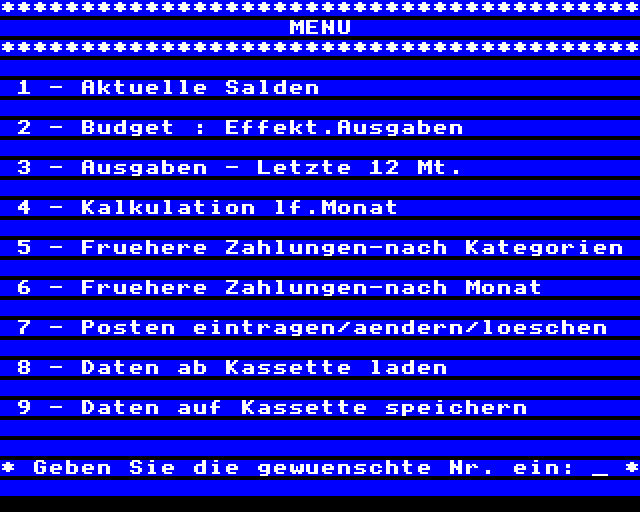 ****************************************
MENU
****************************************
1 - Aktuelle Salden
2 - Budget : Effekt.Ausgaben
3 - Ausgaben - Letzte 12 Mt.
4 - Kalkulation lf.Monat
5 - Fruehere Zahlungen-nach Kategorien
6 - Fruehere Zahlungen-nach Monat
7 - Posten eintragen/aendern/loeschen
8 - Daten ab Kassette laden
9 - Daten auf Kassette speichern
* Geben Sie die gewuenschte Nr. ein: _ *